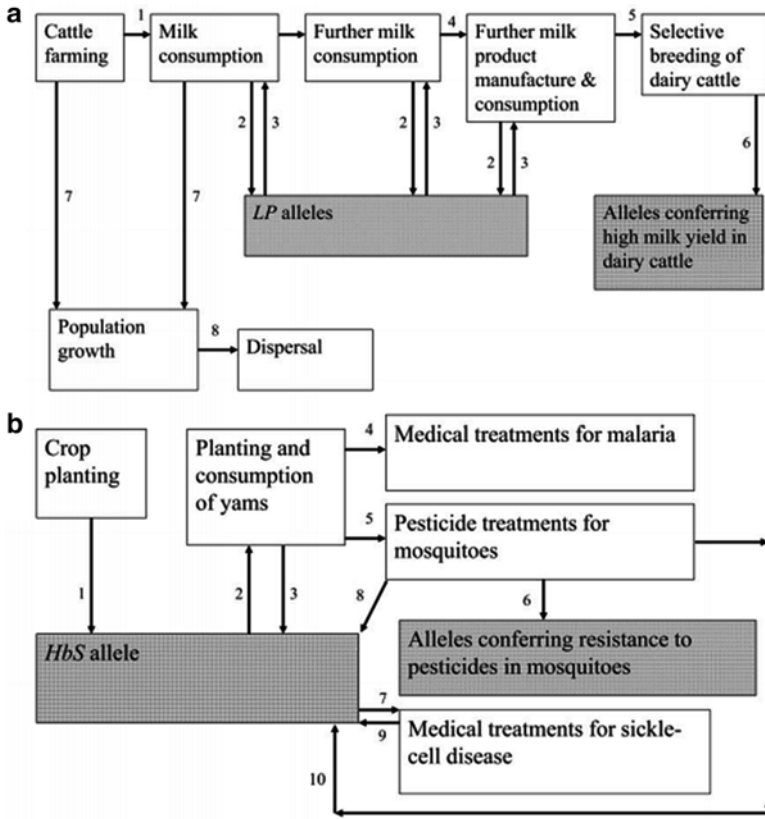 a
Cattle
farming
1
Milk
consumption
Further milk
consumption
4
Further milk
product
manufacture &
consumption
5
Selective
breeding of
dairy cattle
2
3
2
3
2
3
6
7
7
LP alleles
Alleles conferring
high milk yield in
dairy cattle
Population
growth
8
Dispersal
b
Crop
planting
Planting and
consumption
of yams
4
Medical treatments for malaria
5
Pesticide treatments for
mosquitoes
1
2
3
8
6
HbS allele
Alleles conferring resistance to
pesticides in mosquitoes
7
9
Medical treatments for sickle-
cell disease
10